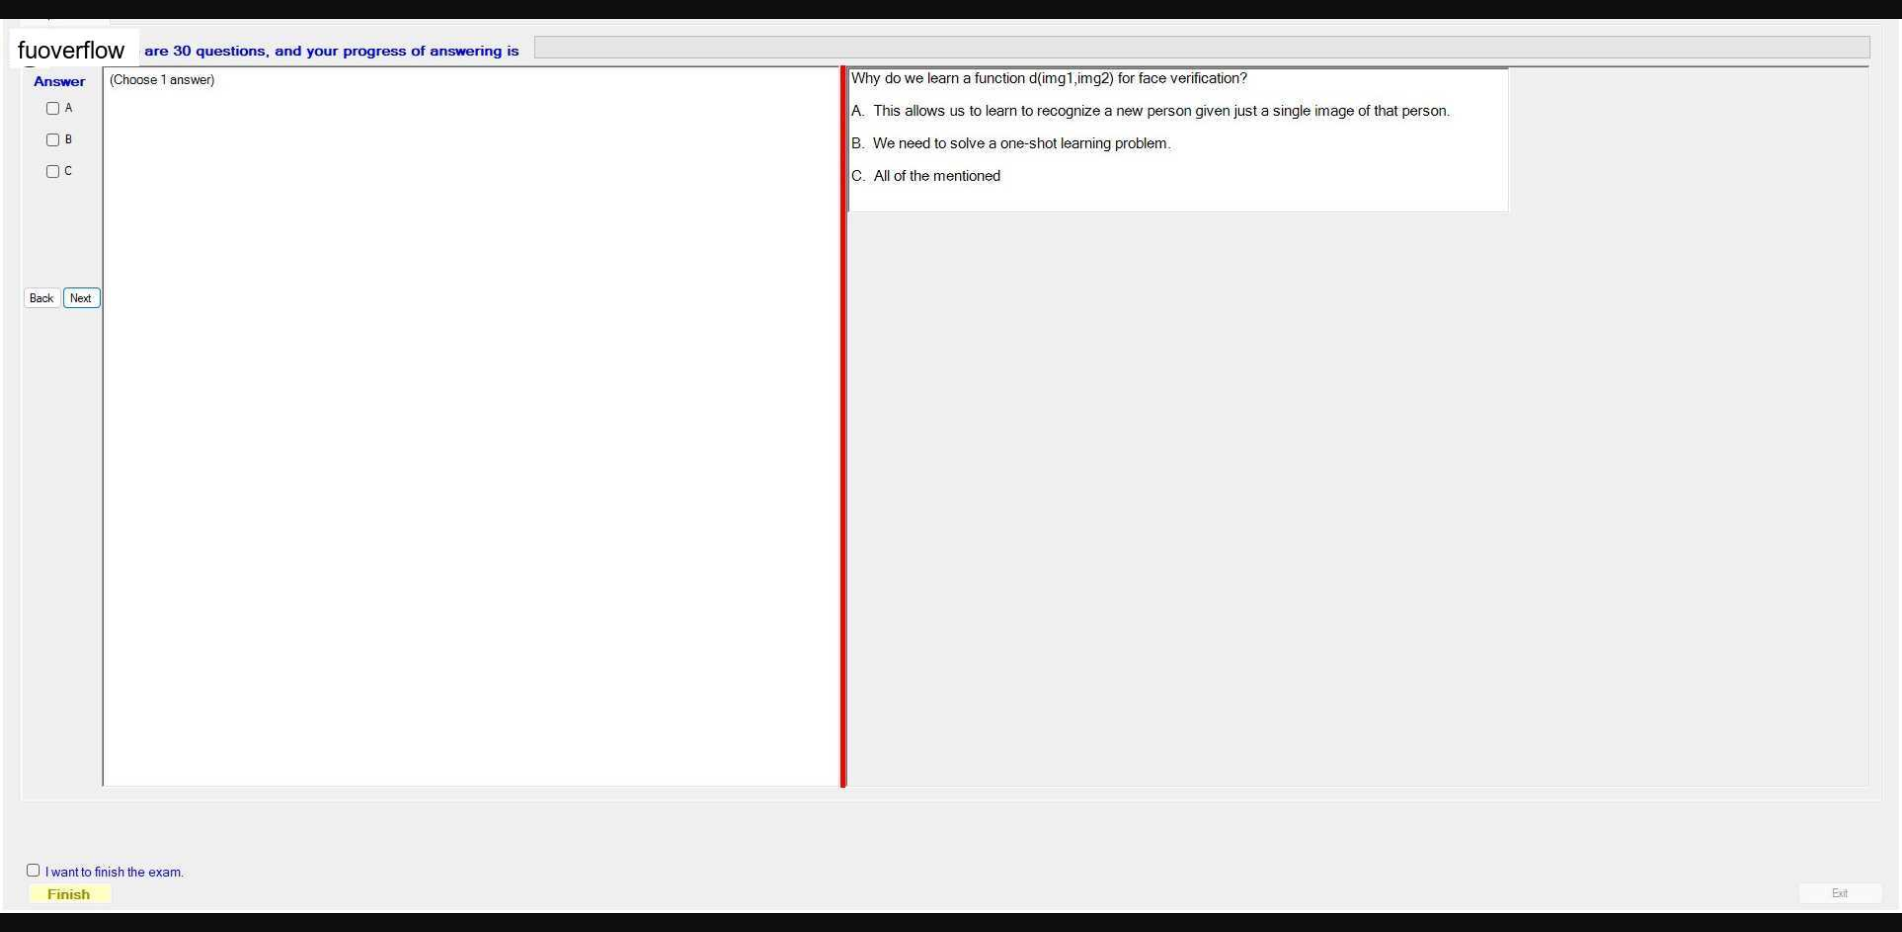 fuoverflow are 30 questions, and your progress of answering is
Answer
(Choose 1 answer)
A
B
C
Back Next
Why do we learn a function d(img1,img2) for face verification?
A. This allows us to learn to recognize a new person given just a single image of that person.
B. We need to solve a one-shot learning problem.
C. All of the mentioned
I want to finish the exam.
Finish
Exit